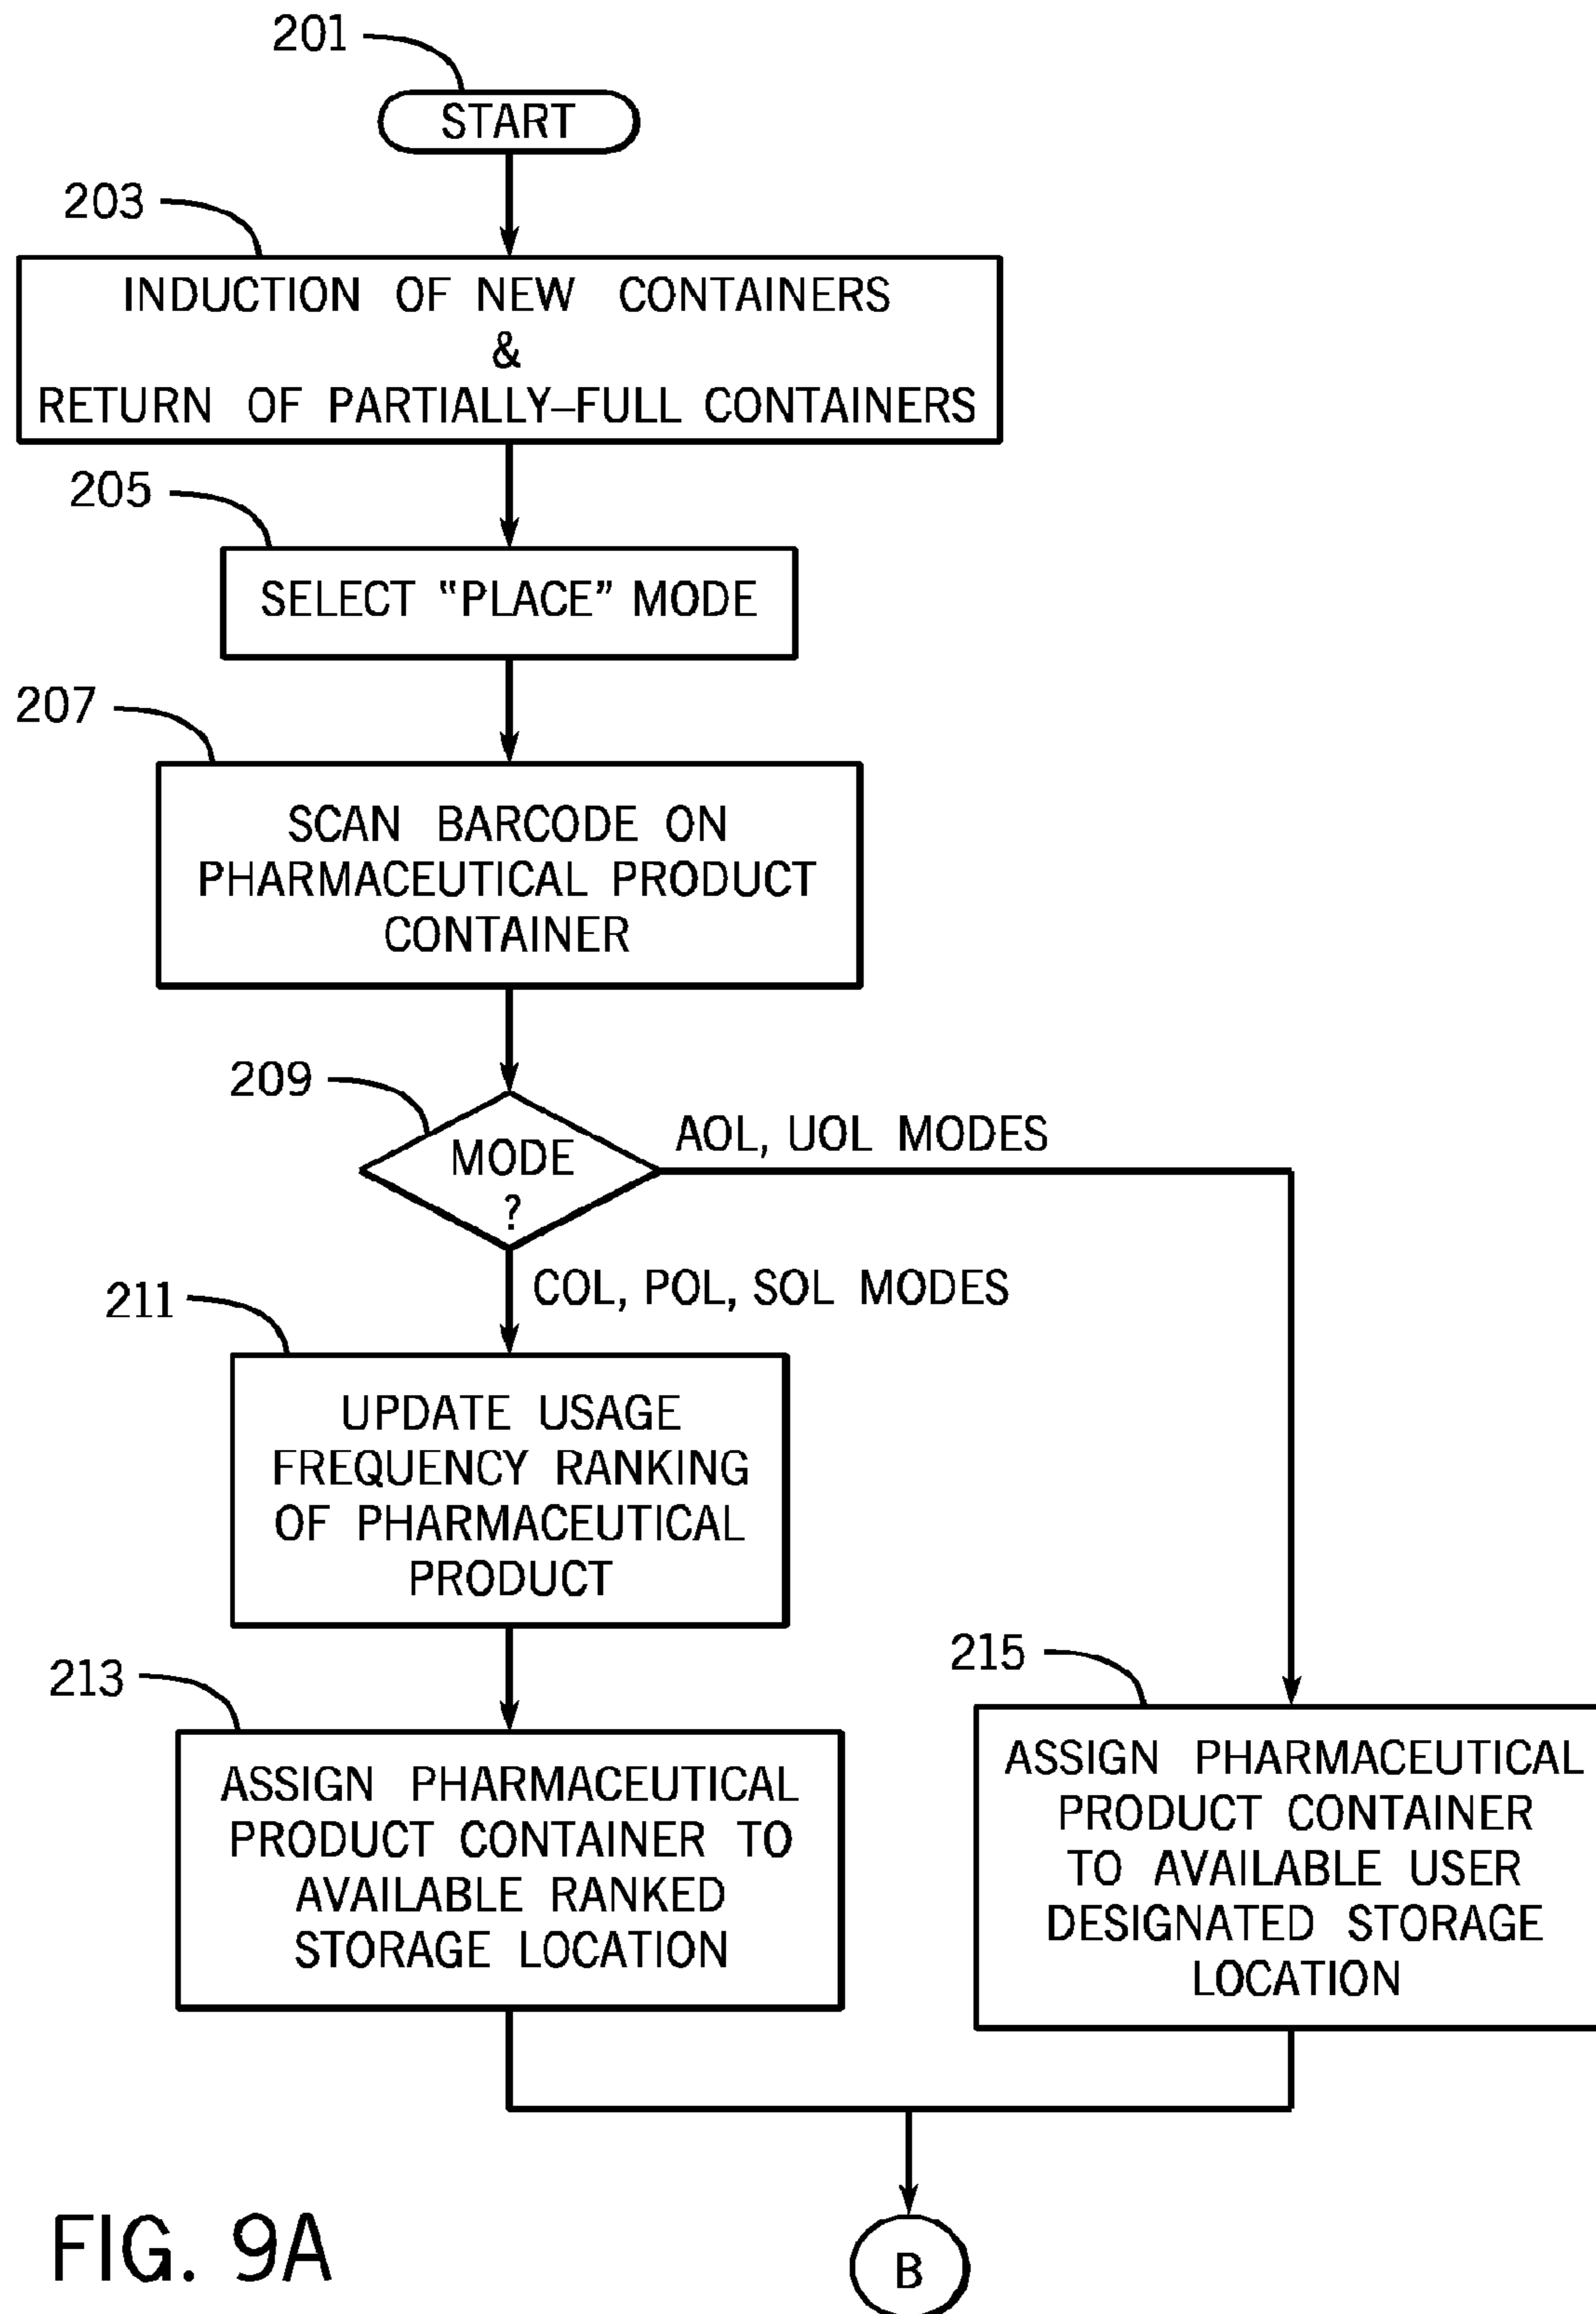 201
START
203
INDUCTION OF NEW CONTAINERS
&
RETURN OF PARTIALLY–FULL CONTAINERS
205
SELECT "PLACE" MODE
207
SCAN BARCODE ON
PHARMACEUTICAL PRODUCT
CONTAINER
209
MODE
?
AOL, UOL MODES
COL, POL, SOL MODES
211
UPDATE USAGE
FREQUENCY RANKING
OF PHARMACEUTICAL
PRODUCT
213
ASSIGN PHARMACEUTICAL
PRODUCT CONTAINER TO
AVAILABLE RANKED
STORAGE LOCATION
215
ASSIGN PHARMACEUTICAL
PRODUCT CONTAINER
TO AVAILABLE USER
DESIGNATED STORAGE
LOCATION
B
FIG. 9A